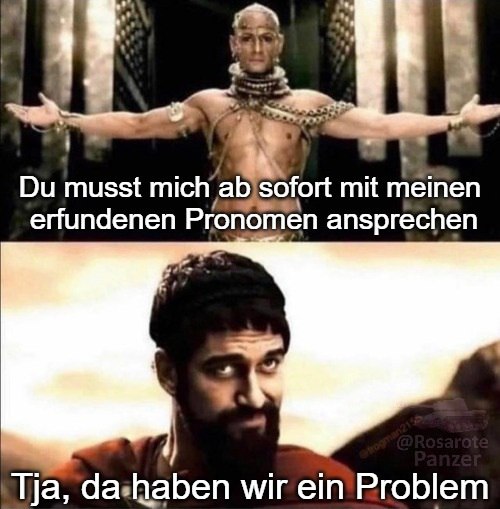 Du musst mich ab sofort mit meinen
erfundenen Pronomen ansprechen
@Rosarote
Panzer
Tja, da haben wir ein Problem